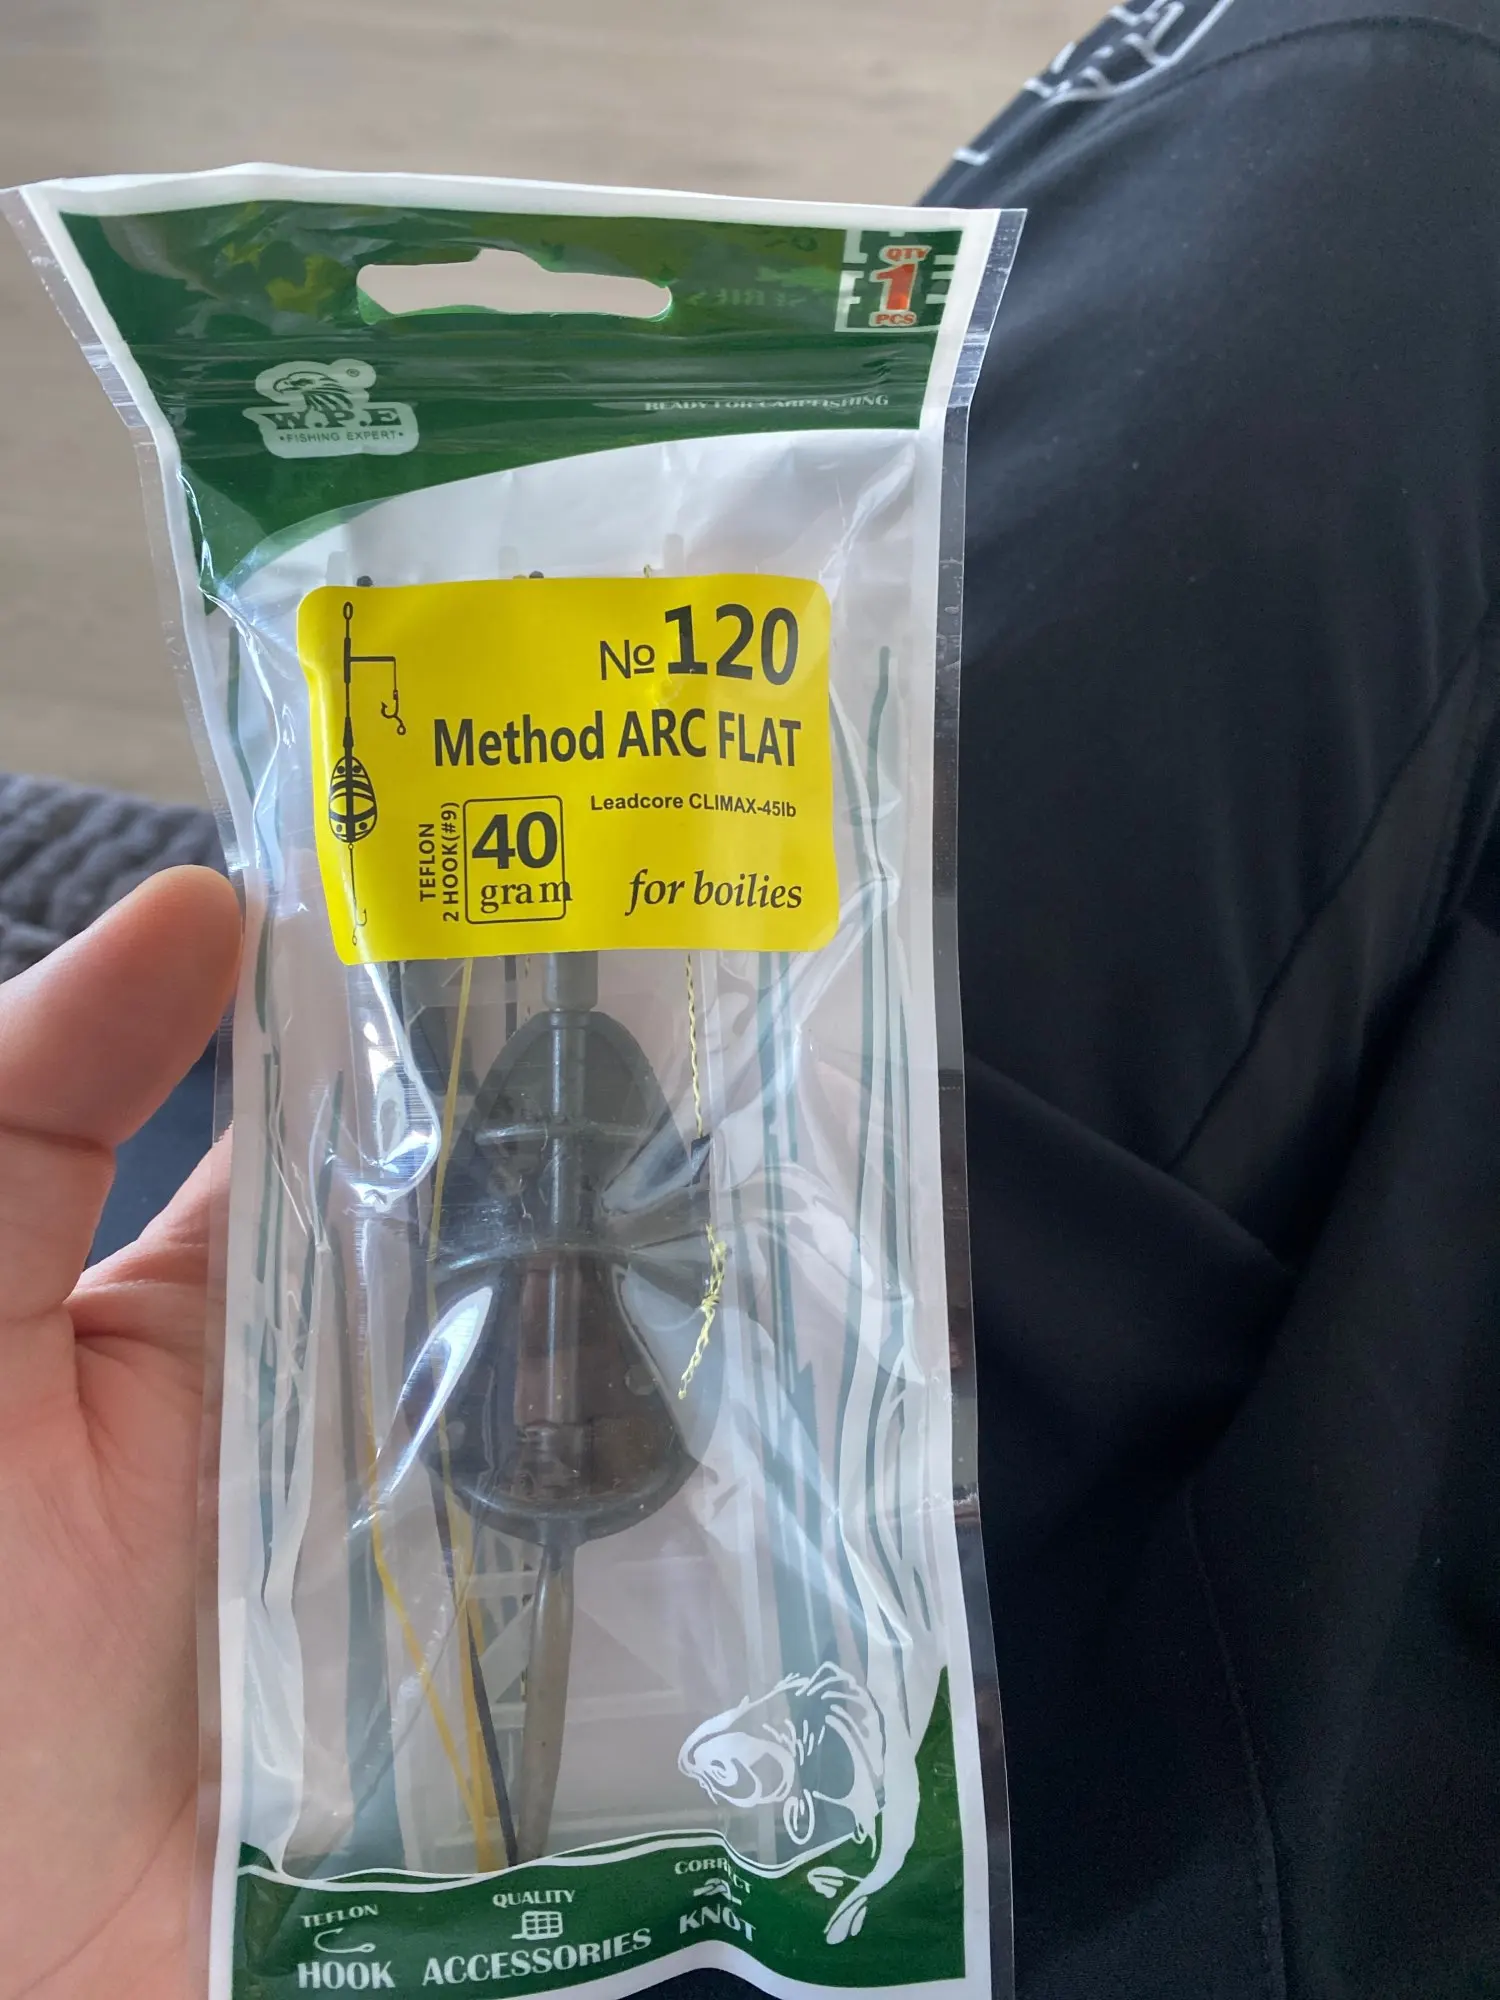 QTY
1
PCS
W.P.E
®
•FISHING EXPERT•
READY FOR CARPFISHING
№120
Method ARC FLAT
Leadcore CLIMAX-45lb
TEFLON
2 HOOK(#9)
40
gram
for boilies
TEFLON
HOOK
QUALITY
ACCESSORIES
CORRECT
KNOT